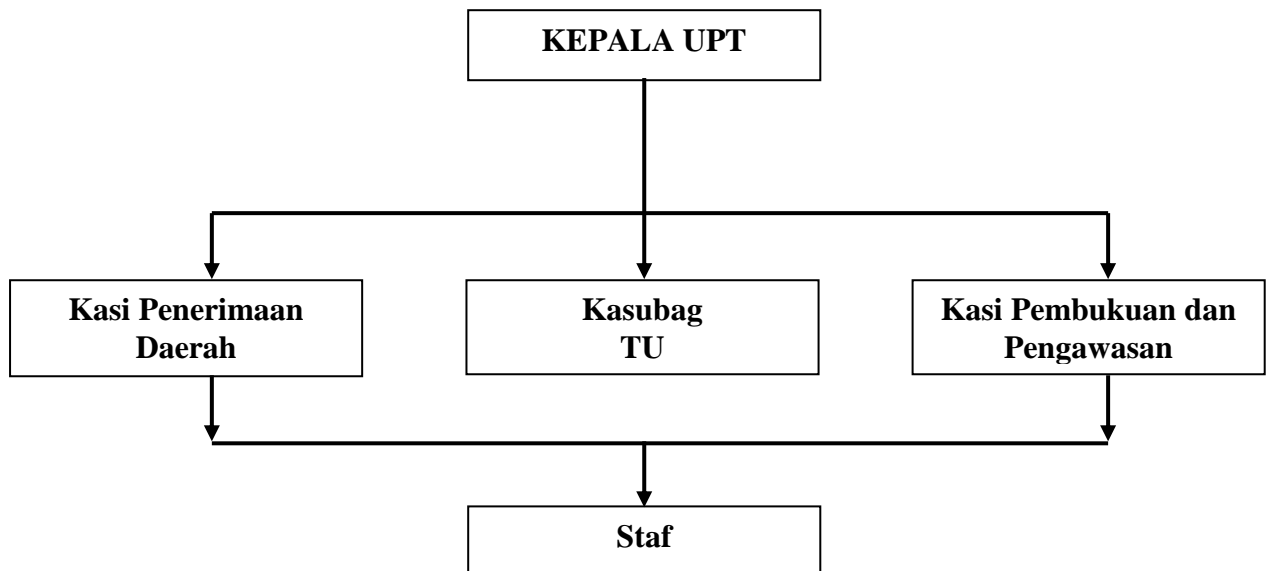 KEPALA UPT
Kasi Penerimaan
Daerah
Kasubag
TU
Kasi Pembukuan dan
Pengawasan
Staf